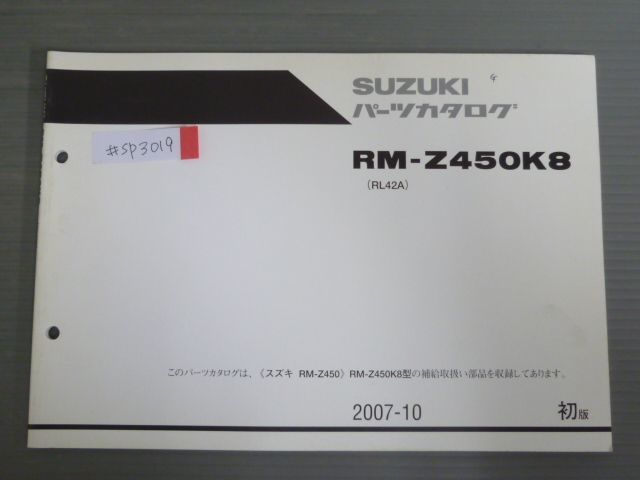 SUZUKI
パーツカタログ
#SP3019
RM-Z450K8
(RL42A)
このパーツカタログは、《スズキ RM-Z450》RM-Z450K8型の補給取扱い部品を収録してあります。
2007-10 初版